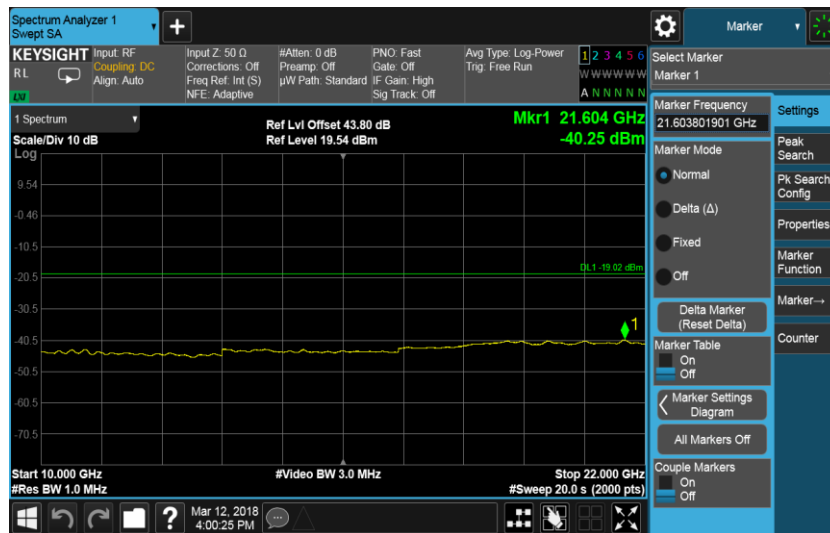 Spectrum Analyzer 1
Swept SA
Marker
KEYSIGHT
RL
LXI
Input: RF
Coupling: DC
Align: Auto
Input Z: 50 Ω
Corrections: Off
Freq Ref: Int (S)
NFE: Adaptive
#Atten: 0 dB
Preamp: Off
µW Path: Standard
PNO: Fast
Gate: Off
IF Gain: High
Sig Track: Off
Avg Type: Log-Power
Trig: Free Run
1 2 3 4 5 6
W W W W W W
A N N N N N
Select Marker
Marker 1
1 Spectrum
Scale/Div 10 dB
Log
Ref Lvl Offset 43.80 dB
Ref Level 19.54 dBm
Mkr1 21.604 GHz
-40.25 dBm
9.54
-0.46
-10.5
-20.5
-30.5
-40.5
-50.5
-60.5
-70.5
DL1 -19.02 dBm
1
Start 10.000 GHz
#Res BW 1.0 MHz
#Video BW 3.0 MHz
Stop 22.000 GHz
#Sweep 20.0 s (2000 pts)
Marker Frequency
21.603801901 GHz
Marker Mode
Normal
Delta (Δ)
Fixed
Off
Delta Marker
(Reset Delta)
Marker Table
On
Off
Marker Settings
Diagram
All Markers Off
Couple Markers
On
Off
Settings
Peak
Search
Pk Search
Config
Properties
Marker
Function
Marker→
Counter
?
Mar 12, 2018
4:00:25 PM